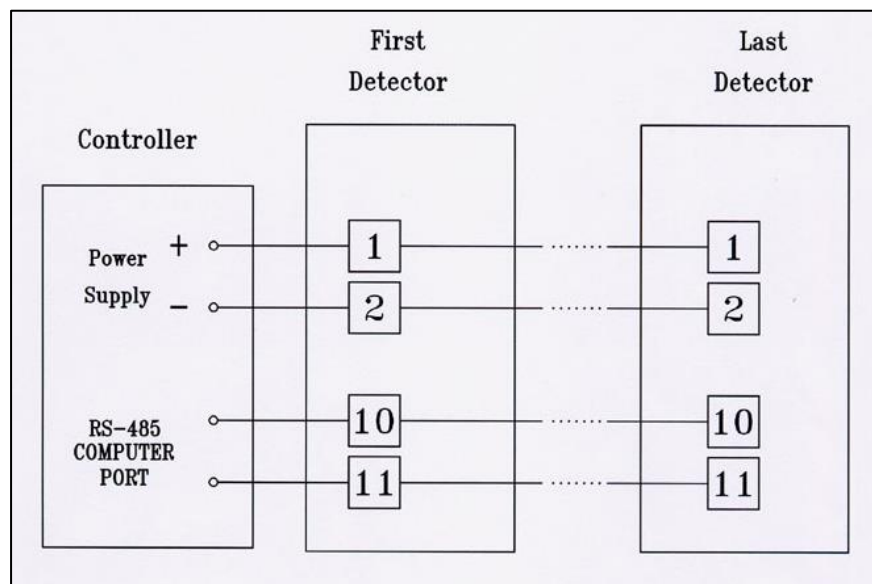 First
Detector
Last
Detector
Controller
Power
Supply
+
-
1
2
1
2
RS-485
COMPUTER
PORT
10
11
10
11